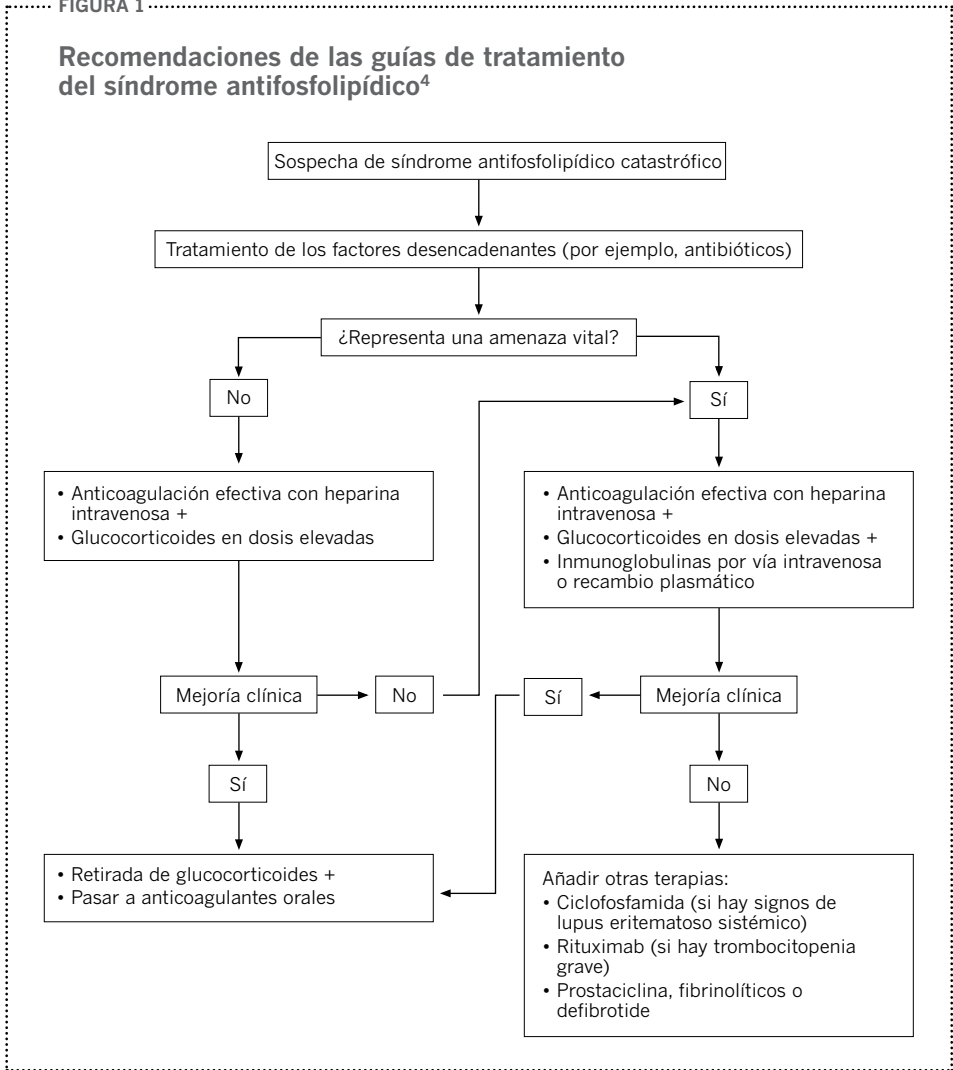 FIGURA 1
Recomendaciones de las guías de tratamiento
del síndrome antifosfolipídico⁴
Sospecha de síndrome antifosfolipídico catastrófico
Tratamiento de los factores desencadenantes (por ejemplo, antibióticos)
¿Representa una amenaza vital?
No
Sí
• Anticoagulación efectiva con heparina
intravenosa +
• Glucocorticoides en dosis elevadas
• Anticoagulación efectiva con heparina
intravenosa +
• Glucocorticoides en dosis elevadas +
• Inmunoglobulinas por vía intravenosa
o recambio plasmático
Mejoría clínica
No
Sí
Mejoría clínica
Sí
No
• Retirada de glucocorticoides +
• Pasar a anticoagulantes orales
Añadir otras terapias:
• Ciclofosfamida (si hay signos de
lupus eritematoso sistémico)
• Rituximab (si hay trombocitopenia
grave)
• Prostaciclina, fibrinolíticos o
defibrotide